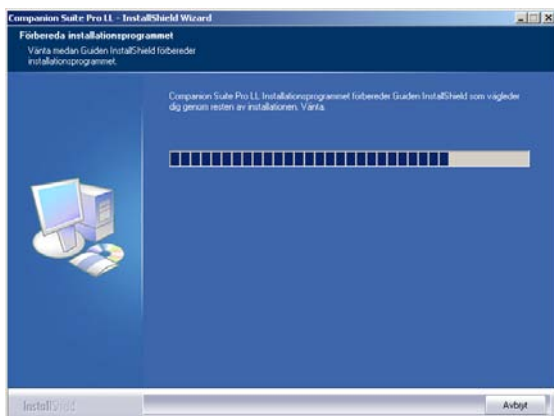 Companion Suite Pro LL - InstallShield Wizard
Förbereda installationsprogrammet
Vänta medan Guiden InstallShield förbereder
installationsprogrammet.
Companion Suite Pro LL Installationsprogrammet förbereder Guiden InstallShield som vägleder
dig genom resten av installationen. Vänta.
InstallShield
Avbryt